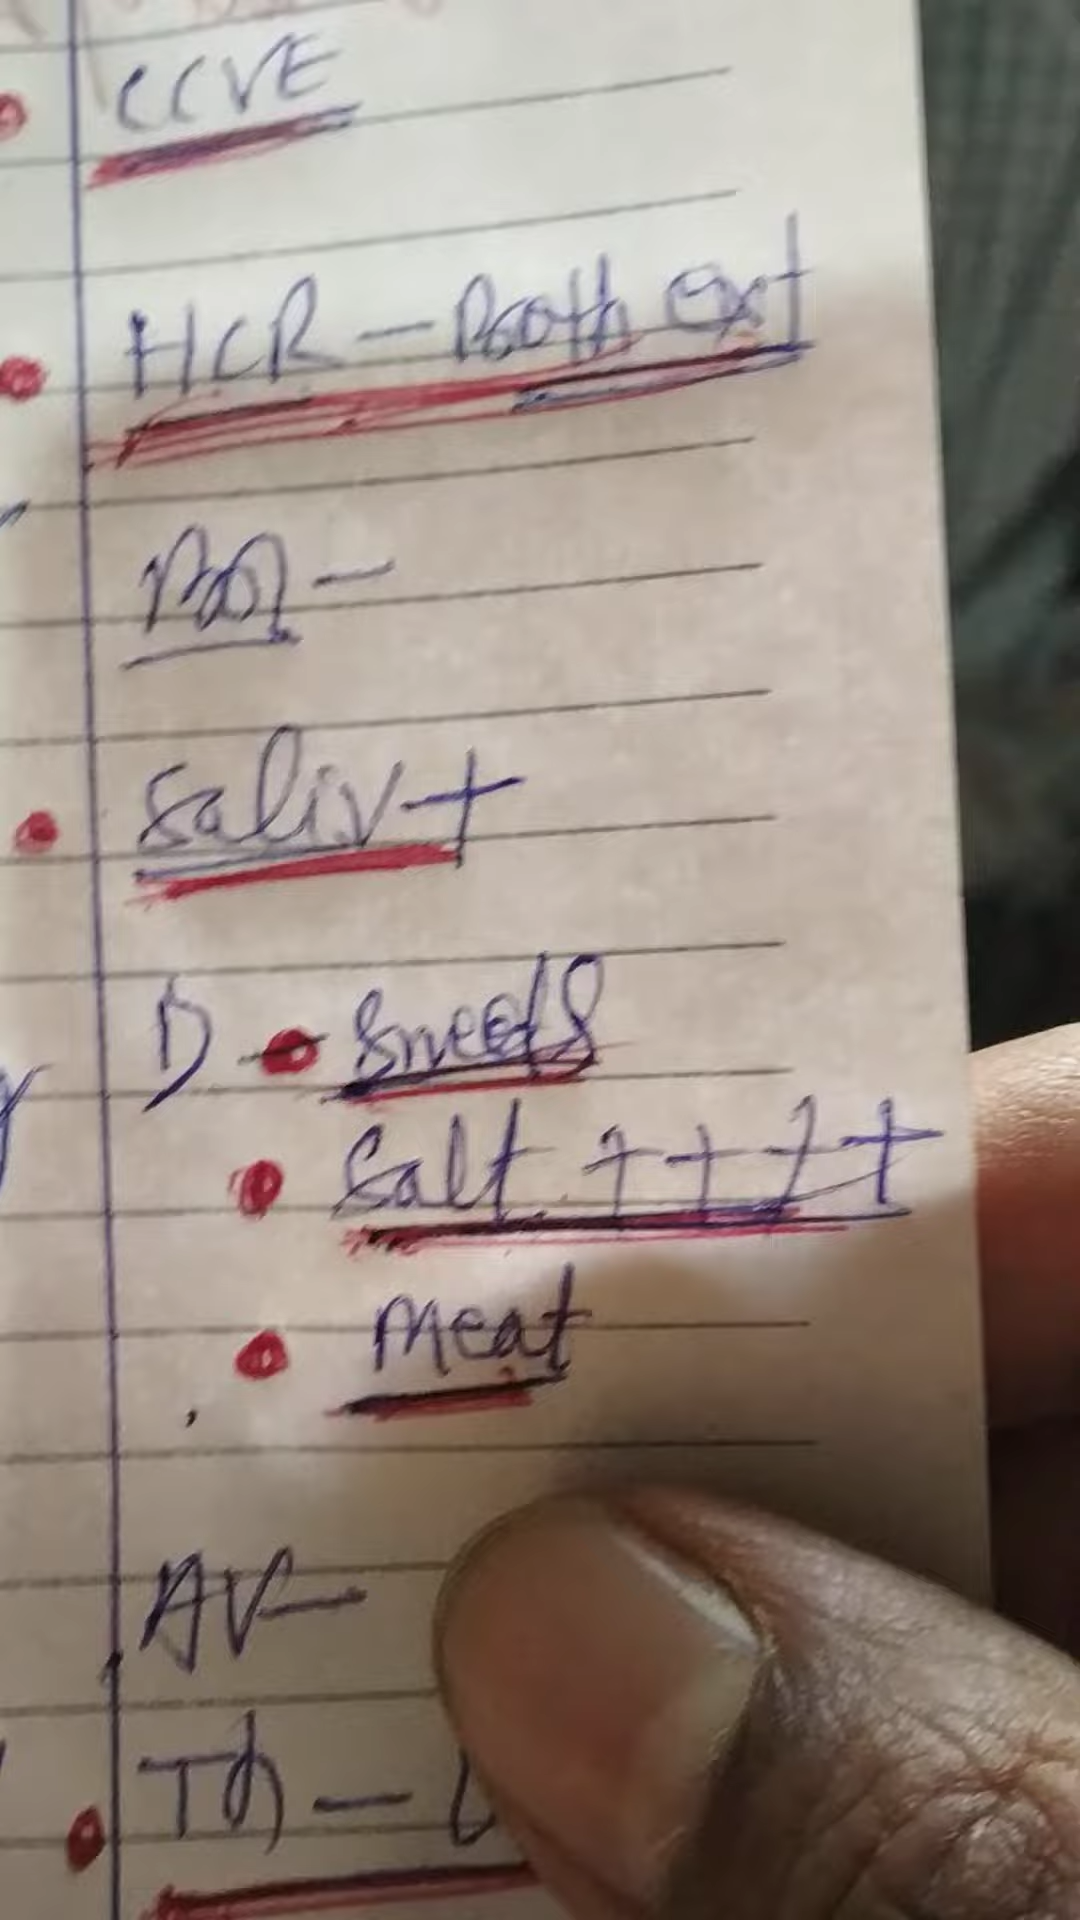 CCVE
HCR - Both ext
Saliv +
D - Sweets
Salt ++++
Meat
AV -
Th -